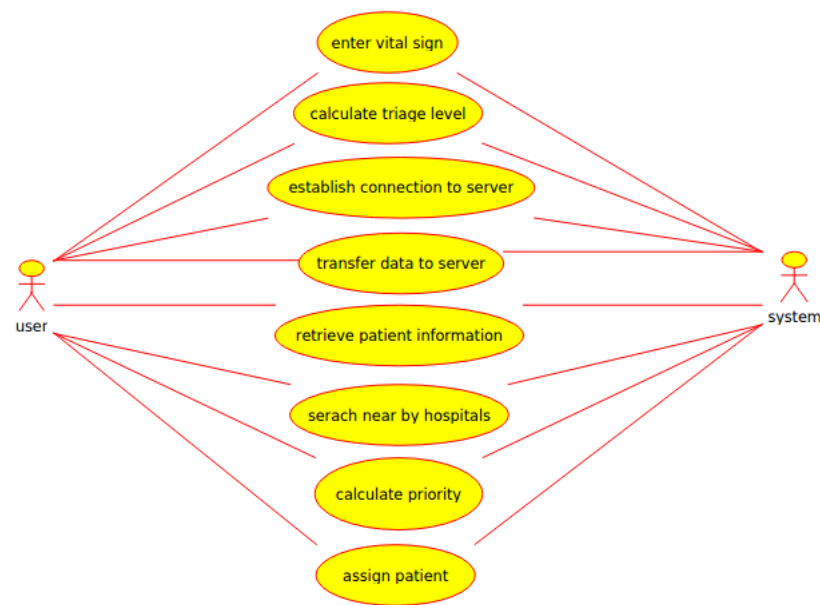 enter vital sign
calculate triage level
establish connection to server
transfer data to server
user
system
retrieve patient information
serach near by hospitals
calculate priority
assign patient